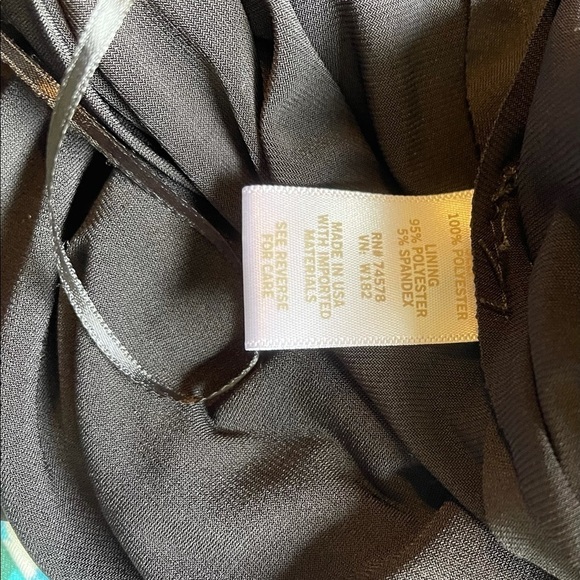 100% POLYESTER
LINING
95% POLYESTER
5% SPANDEX
RN# 74578
VN. W182
MADE IN USA
WITH IMPORTED
MATERIALS
SEE REVERSE
FOR CARE